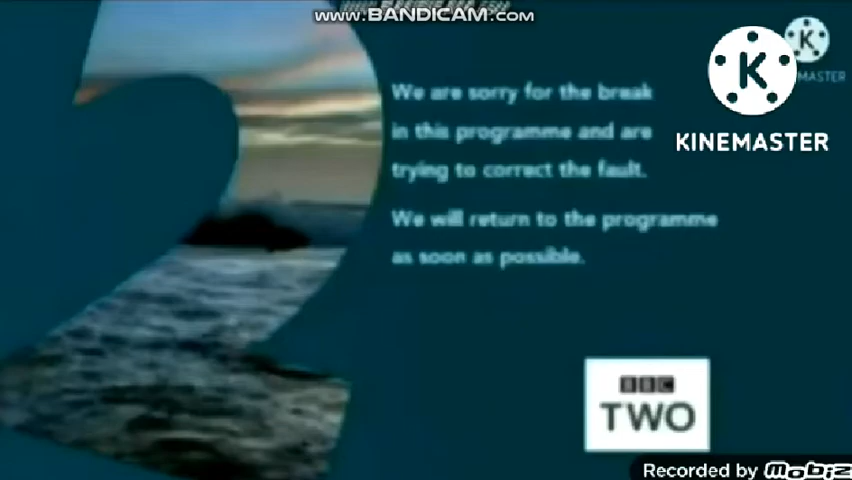 www.BANDICAM.com
We are sorry for the break
in this programme and are
trying to correct the fault.
We will return to the programme
as soon as possible.
KINEMASTER
BBC
TWO
Recorded by